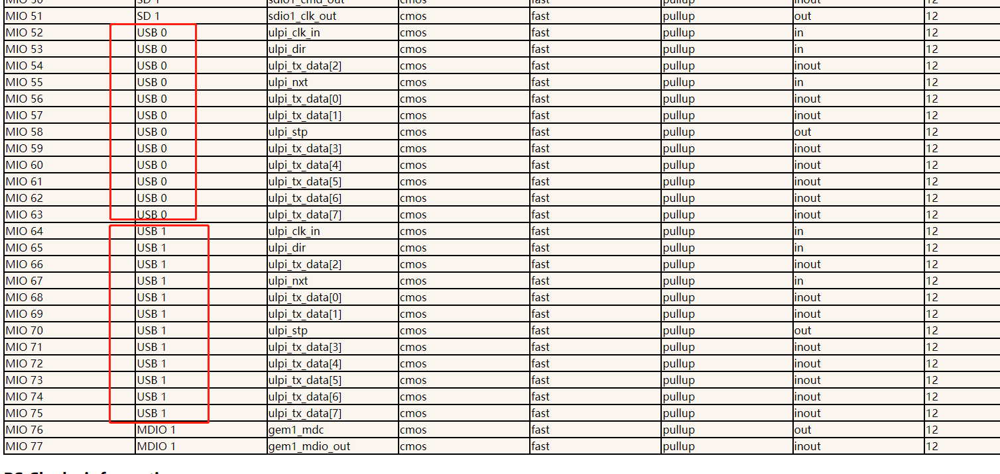 MIO 50 SD 1 sdio1_cmd_out cmos fast pullup inout 12
MIO 51 SD 1 sdio1_clk_out cmos fast pullup out 12
MIO 52 USB 0 ulpi_clk_in cmos fast pullup in 12
MIO 53 USB 0 ulpi_dir cmos fast pullup in 12
MIO 54 USB 0 ulpi_tx_data[2] cmos fast pullup inout 12
MIO 55 USB 0 ulpi_nxt cmos fast pullup in 12
MIO 56 USB 0 ulpi_tx_data[0] cmos fast pullup inout 12
MIO 57 USB 0 ulpi_tx_data[1] cmos fast pullup inout 12
MIO 58 USB 0 ulpi_stp cmos fast pullup out 12
MIO 59 USB 0 ulpi_tx_data[3] cmos fast pullup inout 12
MIO 60 USB 0 ulpi_tx_data[4] cmos fast pullup inout 12
MIO 61 USB 0 ulpi_tx_data[5] cmos fast pullup inout 12
MIO 62 USB 0 ulpi_tx_data[6] cmos fast pullup inout 12
MIO 63 USB 0 ulpi_tx_data[7] cmos fast pullup inout 12
MIO 64 USB 1 ulpi_clk_in cmos fast pullup in 12
MIO 65 USB 1 ulpi_dir cmos fast pullup in 12
MIO 66 USB 1 ulpi_tx_data[2] cmos fast pullup inout 12
MIO 67 USB 1 ulpi_nxt cmos fast pullup in 12
MIO 68 USB 1 ulpi_tx_data[0] cmos fast pullup inout 12
MIO 69 USB 1 ulpi_tx_data[1] cmos fast pullup inout 12
MIO 70 USB 1 ulpi_stp cmos fast pullup out 12
MIO 71 USB 1 ulpi_tx_data[3] cmos fast pullup inout 12
MIO 72 USB 1 ulpi_tx_data[4] cmos fast pullup inout 12
MIO 73 USB 1 ulpi_tx_data[5] cmos fast pullup inout 12
MIO 74 USB 1 ulpi_tx_data[6] cmos fast pullup inout 12
MIO 75 USB 1 ulpi_tx_data[7] cmos fast pullup inout 12
MIO 76 MDIO 1 gem1_mdc cmos fast pullup out 12
MIO 77 MDIO 1 gem1_mdio_out cmos fast pullup inout 12